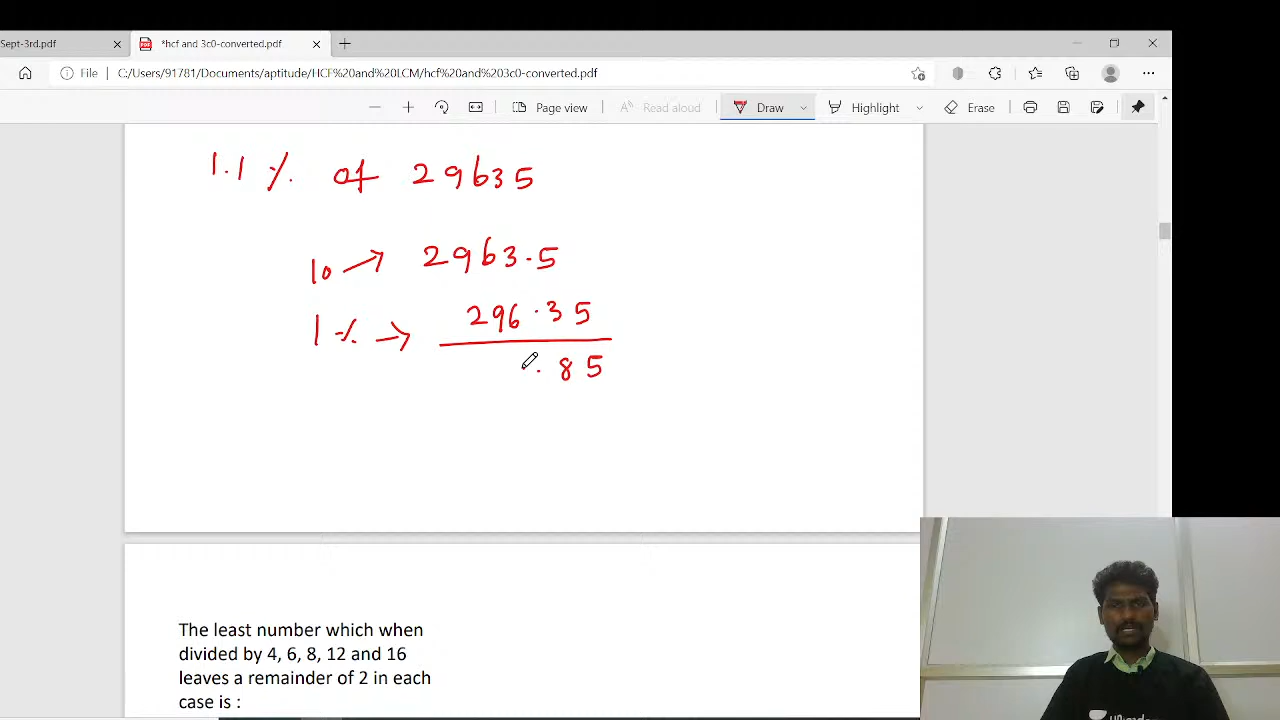 Sept-3rd.pdf
*hcf and 3c0-converted.pdf
File
C:/Users/91781/Documents/aptitude/HCF%20and%20LCM/hcf%20and%203c0-converted.pdf
Page view
Read aloud
Draw
Highlight
Erase
1.1 % of 29635
10 → 2963.5
1 % → 296.35
.85
The least number which when
divided by 4, 6, 8, 12 and 16
leaves a remainder of 2 in each
case is :